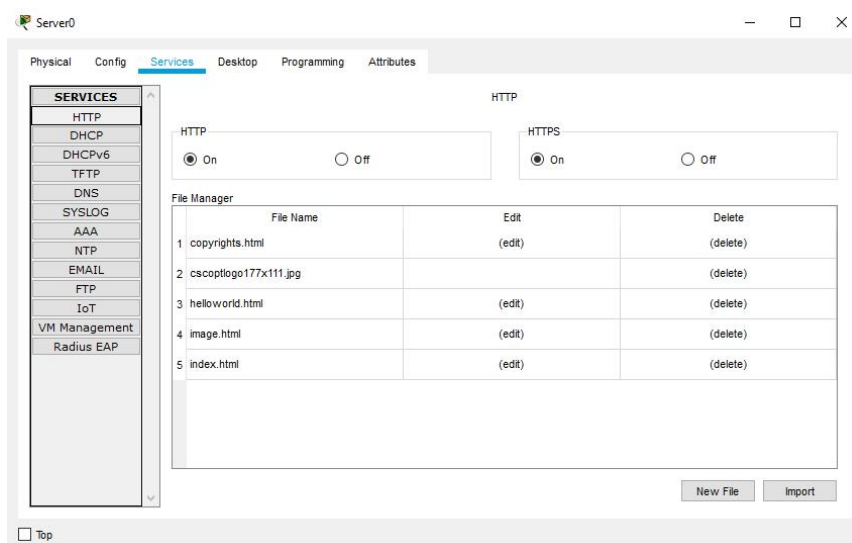 Server0
Physical Config Services Desktop Programming Attributes
SERVICES
HTTP
DHCP
DHCPv6
TFTP
DNS
SYSLOG
AAA
NTP
EMAIL
FTP
IoT
VM Management
Radius EAP
HTTP
HTTP
On Off
HTTPS
On Off
File Manager
File Name Edit Delete
1 copyrights.html (edit) (delete)
2 cscoptlogo177x111.jpg (delete)
3 helloworld.html (edit) (delete)
4 image.html (edit) (delete)
5 index.html (edit) (delete)
New File Import
Top